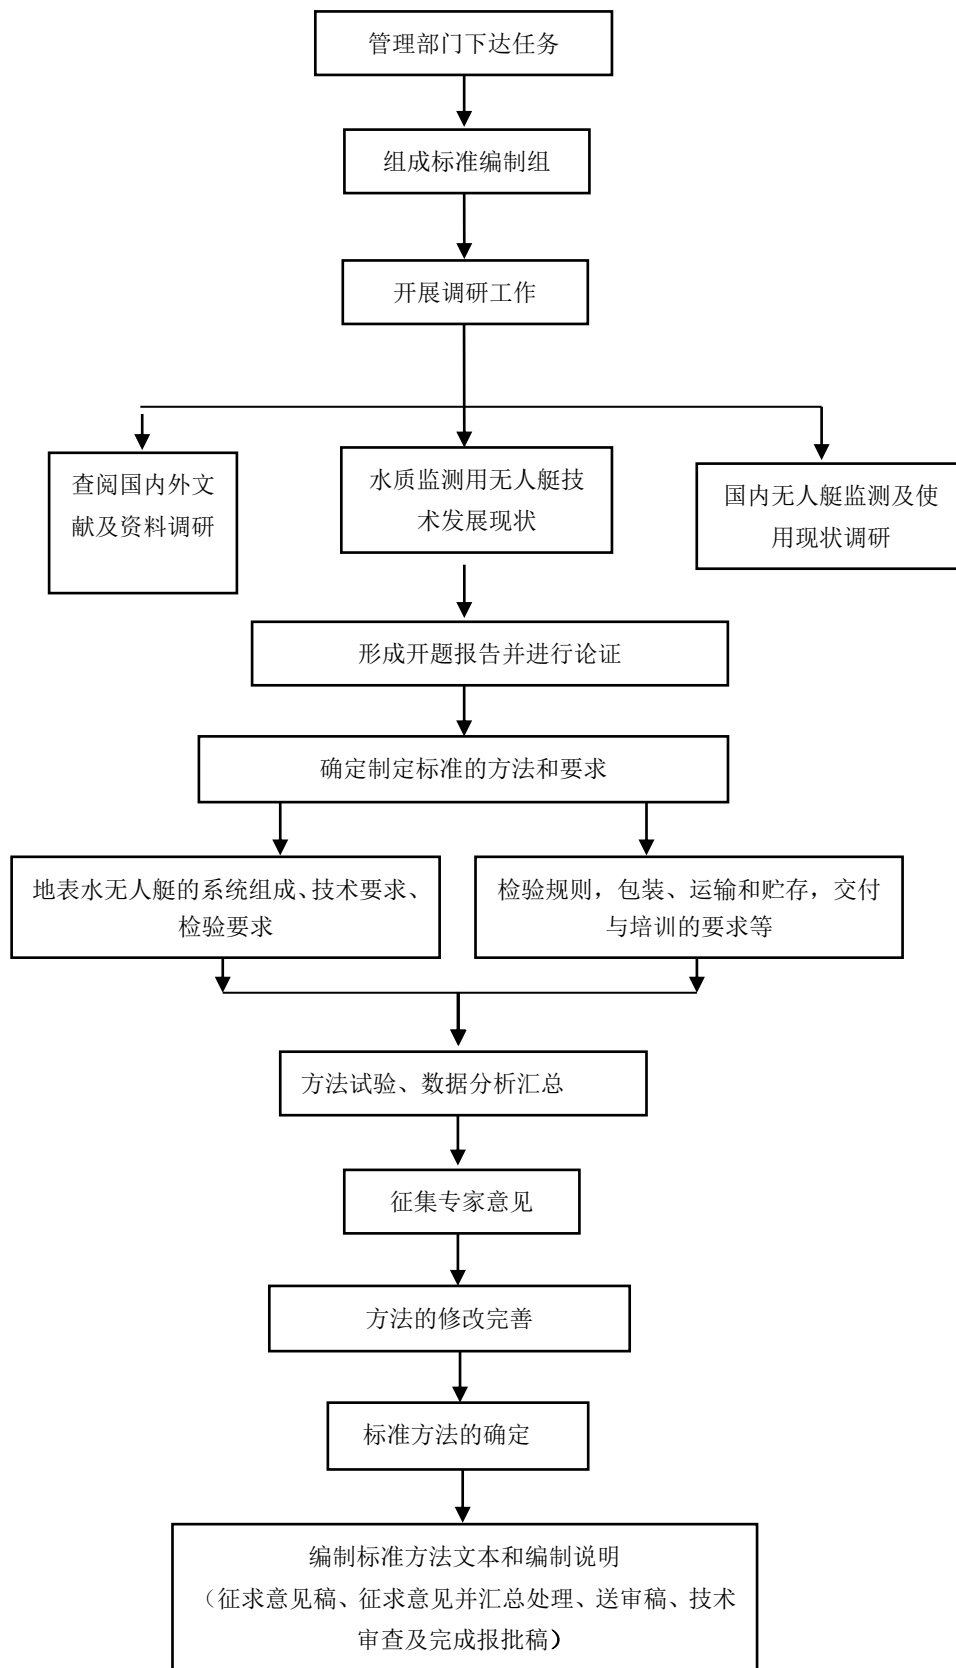 管理部门下达任务
组成标准编制组
开展调研工作
查阅国内外文
献及资料调研
水质监测用无人艇技
术发展现状
国内无人艇监测及使
用现状调研
形成开题报告并进行论证
确定制定标准的方法和要求
地表水无人艇的系统组成、技术要求、
检验要求
检验规则，包装、运输和贮存，交付
与培训的要求等
方法试验、数据分析汇总
征集专家意见
方法的修改完善
标准方法的确定
编制标准方法文本和编制说明
（征求意见稿、征求意见并汇总处理、送审稿、技术
审查及完成报批稿）